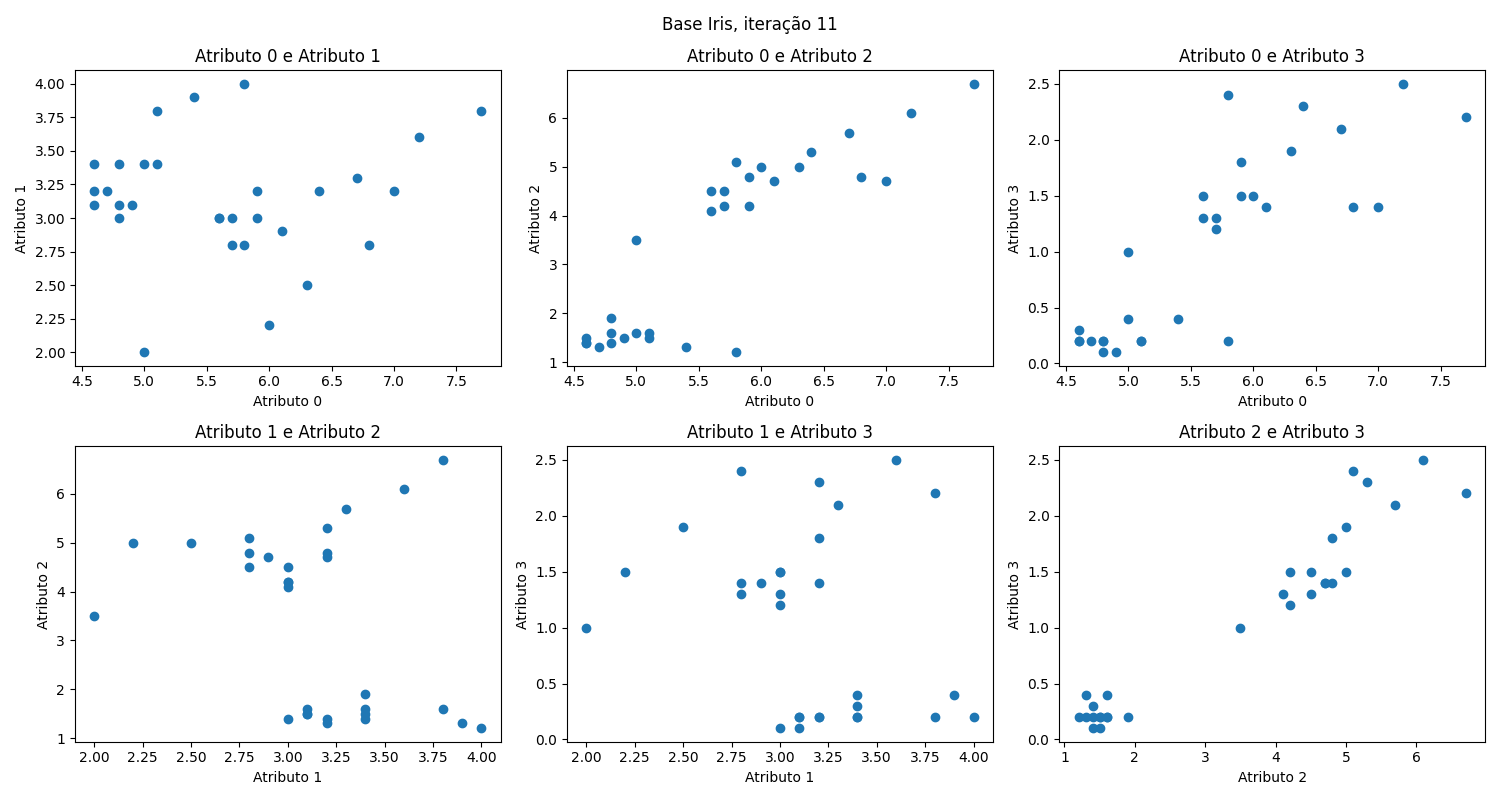 Base Iris, iteração 11
Atributo 0 e Atributo 1
4.00
3.75
3.50
3.25
3.00
2.75
2.50
2.25
2.00
Atributo 1
4.5 5.0 5.5 6.0 6.5 7.0 7.5
Atributo 0
Atributo 0 e Atributo 2
6
5
4
3
2
1
Atributo 2
4.5 5.0 5.5 6.0 6.5 7.0 7.5
Atributo 0
Atributo 0 e Atributo 3
2.5
2.0
1.5
1.0
0.5
0.0
Atributo 3
4.5 5.0 5.5 6.0 6.5 7.0 7.5
Atributo 0
Atributo 1 e Atributo 2
6
5
4
3
2
1
Atributo 2
2.00 2.25 2.50 2.75 3.00 3.25 3.50 3.75 4.00
Atributo 1
Atributo 1 e Atributo 3
2.5
2.0
1.5
1.0
0.5
0.0
Atributo 3
2.00 2.25 2.50 2.75 3.00 3.25 3.50 3.75 4.00
Atributo 1
Atributo 2 e Atributo 3
2.5
2.0
1.5
1.0
0.5
0.0
Atributo 3
1 2 3 4 5 6
Atributo 2